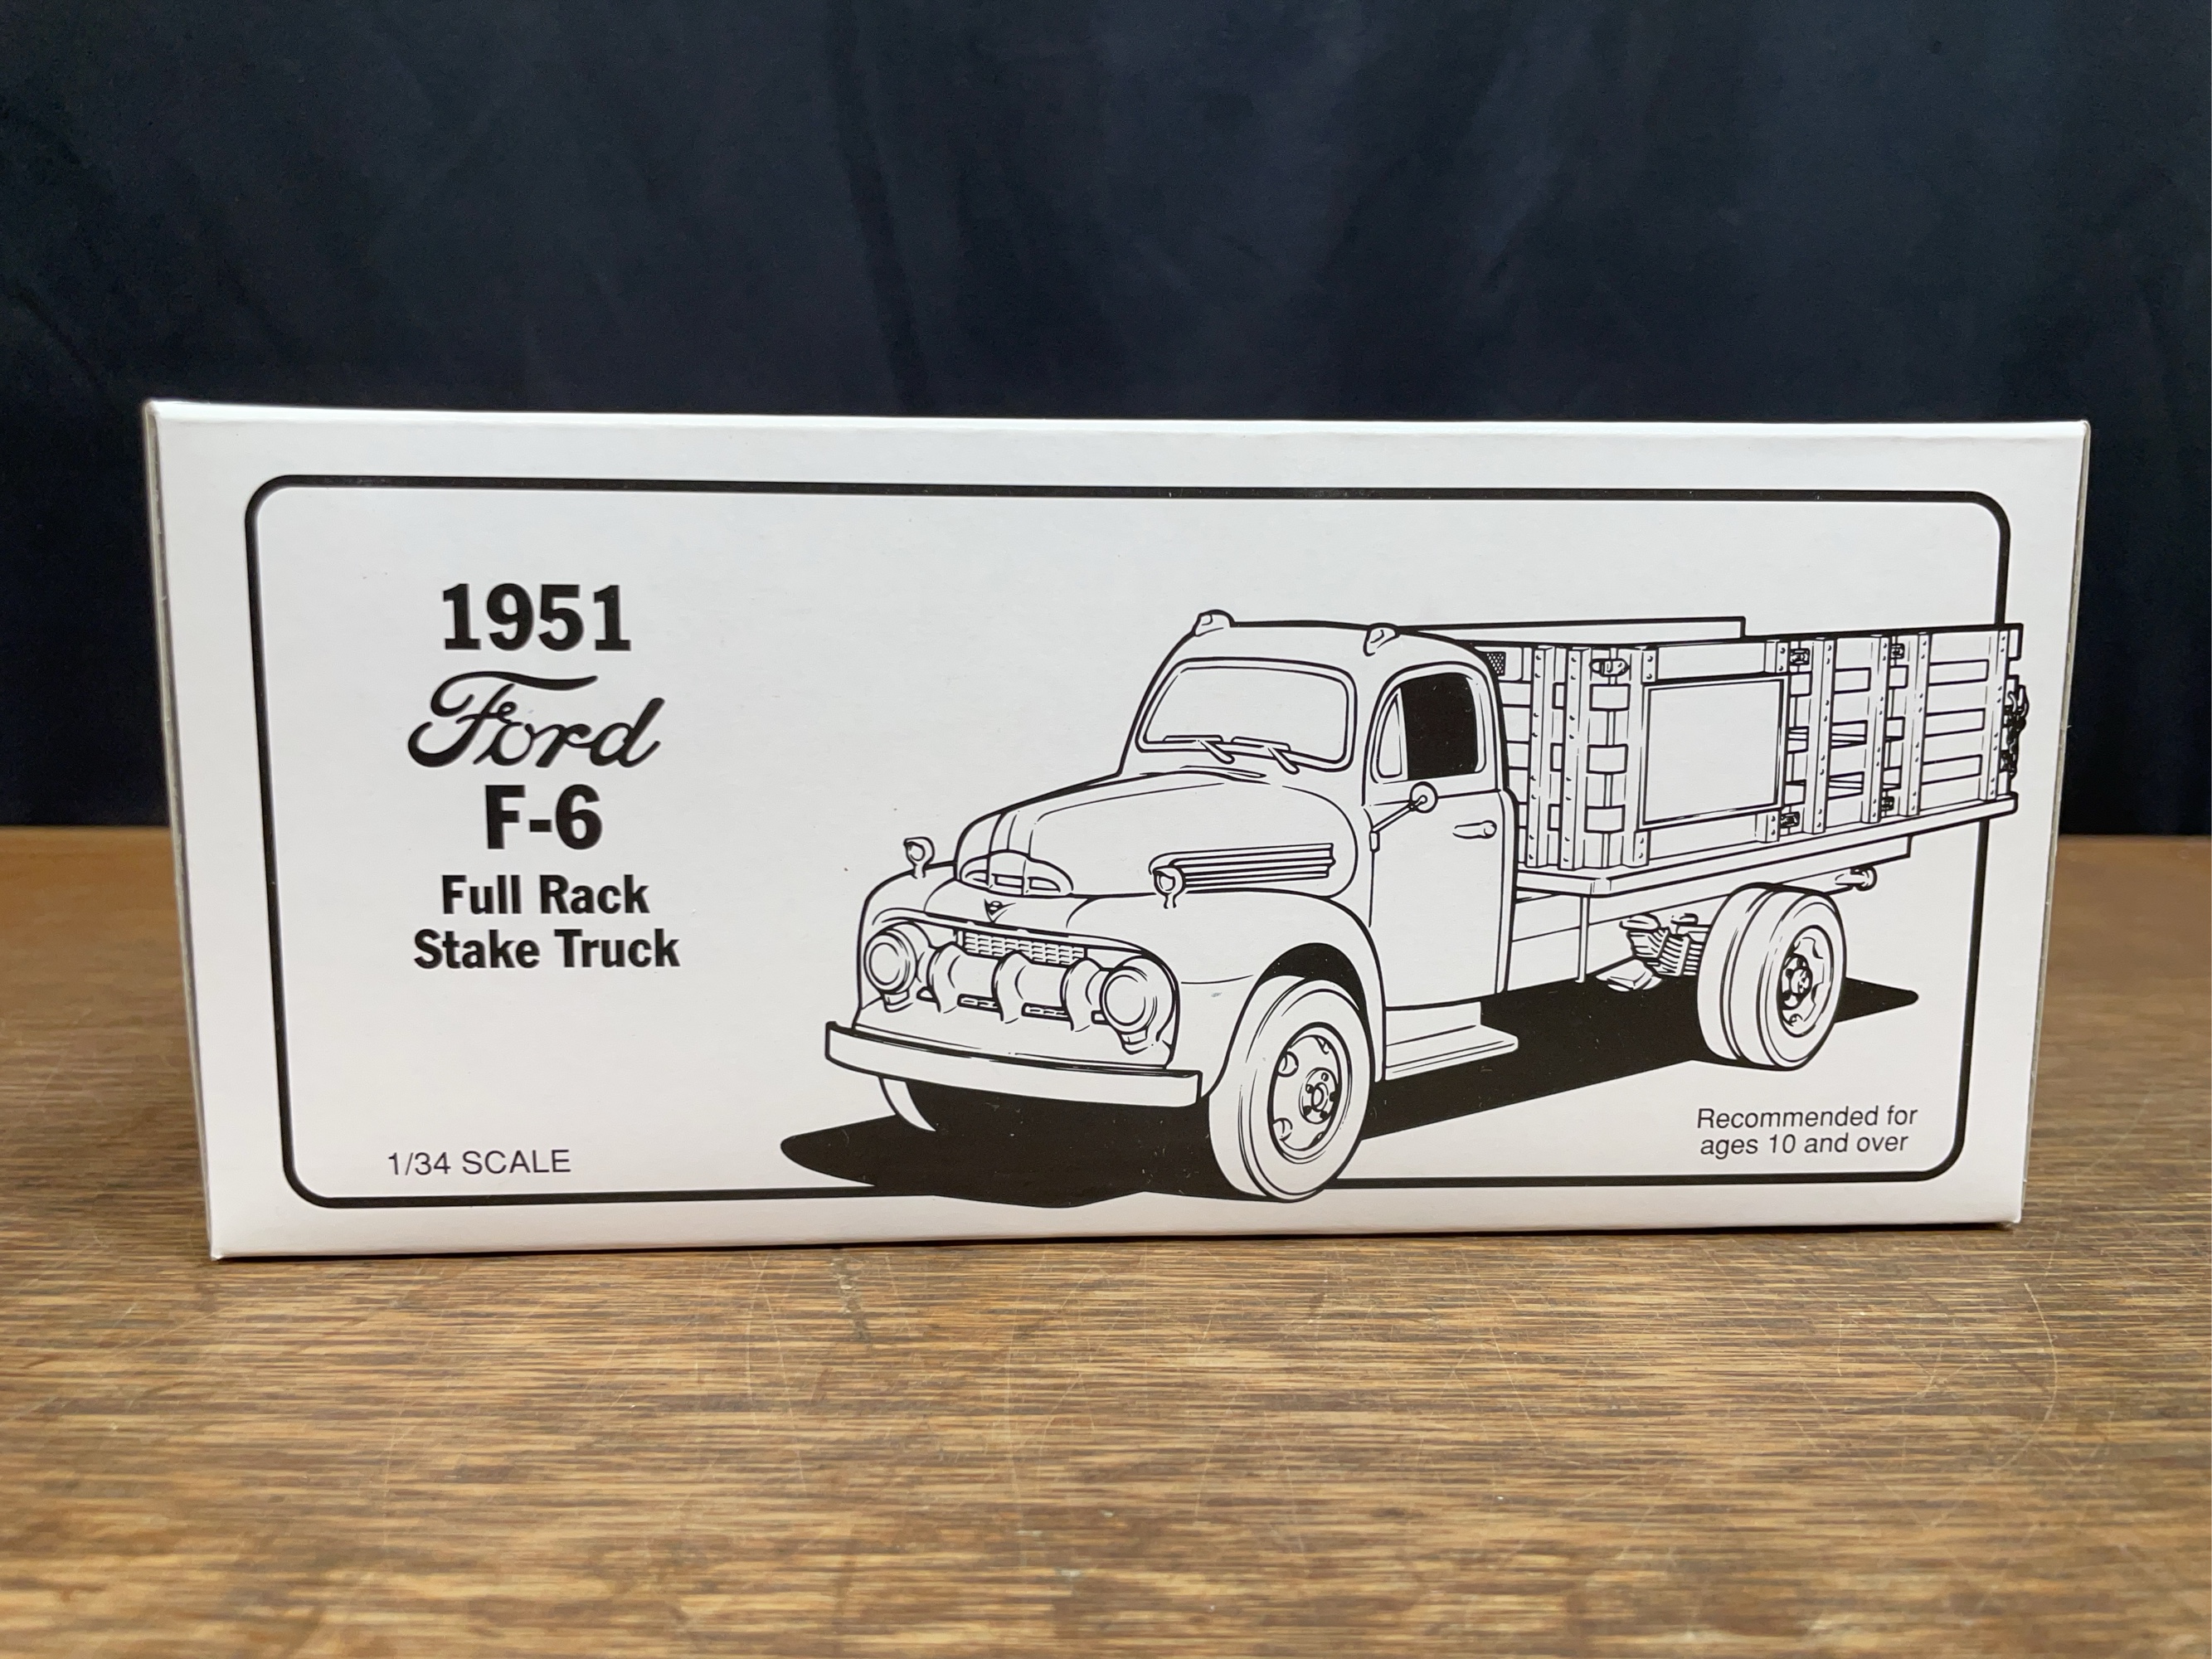 1951
Ford
F-6
Full Rack
Stake Truck
1/34 SCALE
Recommended for
ages 10 and over